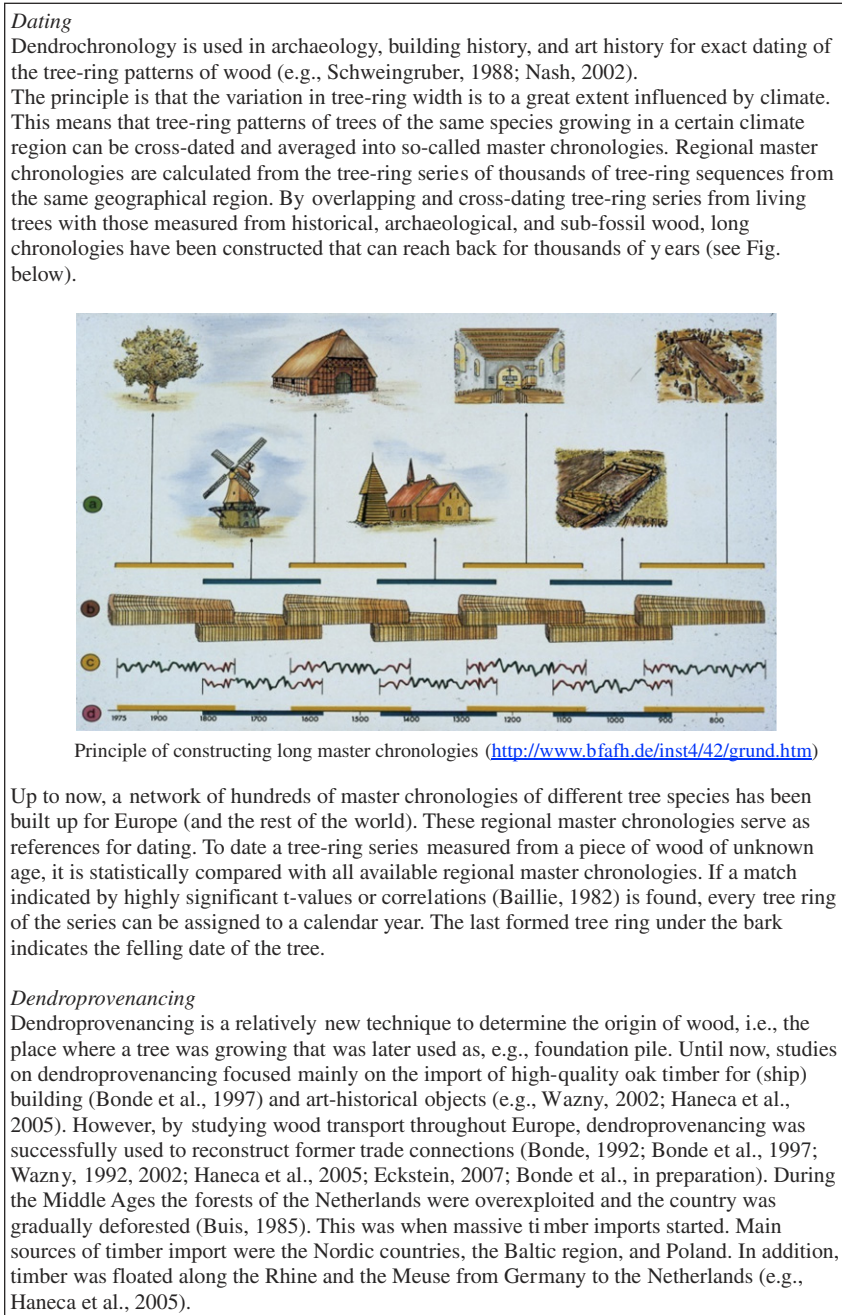 Dating
Dendrochronology is used in archaeology, building history, and art history for exact dating of
the tree-ring patterns of wood (e.g., Schweingruber, 1988; Nash, 2002).
The principle is that the variation in tree-ring width is to a great extent influenced by climate.
This means that tree-ring patterns of trees of the same species growing in a certain climate
region can be cross-dated and averaged into so-called master chronologies. Regional master
chronologies are calculated from the tree-ring series of thousands of tree-ring sequences from
the same geographical region. By overlapping and cross-dating tree-ring series from living
trees with those measured from historical, archaeological, and sub-fossil wood, long
chronologies have been constructed that can reach back for thousands of years (see Fig.
below).
a
b
c
d
1975 1900 1800 1700 1600 1500 1400 1300 1200 1100 1000 900 800
Principle of constructing long master chronologies (http://www.bfafh.de/inst4/42/grund.htm)
Up to now, a network of hundreds of master chronologies of different tree species has been
built up for Europe (and the rest of the world). These regional master chronologies serve as
references for dating. To date a tree-ring series measured from a piece of wood of unknown
age, it is statistically compared with all available regional master chronologies. If a match
indicated by highly significant t-values or correlations (Baillie, 1982) is found, every tree ring
of the series can be assigned to a calendar year. The last formed tree ring under the bark
indicates the felling date of the tree.
Dendroprovenancing
Dendroprovenancing is a relatively new technique to determine the origin of wood, i.e., the
place where a tree was growing that was later used as, e.g., foundation pile. Until now, studies
on dendroprovenancing focused mainly on the import of high-quality oak timber for (ship)
building (Bonde et al., 1997) and art-historical objects (e.g., Wazny, 2002; Haneca et al.,
2005). However, by studying wood transport throughout Europe, dendroprovenancing was
successfully used to reconstruct former trade connections (Bonde, 1992; Bonde et al., 1997;
Wazny, 1992, 2002; Haneca et al., 2005; Eckstein, 2007; Bonde et al., in preparation). During
the Middle Ages the forests of the Netherlands were overexploited and the country was
gradually deforested (Buis, 1985). This was when massive timber imports started. Main
sources of timber import were the Nordic countries, the Baltic region, and Poland. In addition,
timber was floated along the Rhine and the Meuse from Germany to the Netherlands (e.g.,
Haneca et al., 2005).